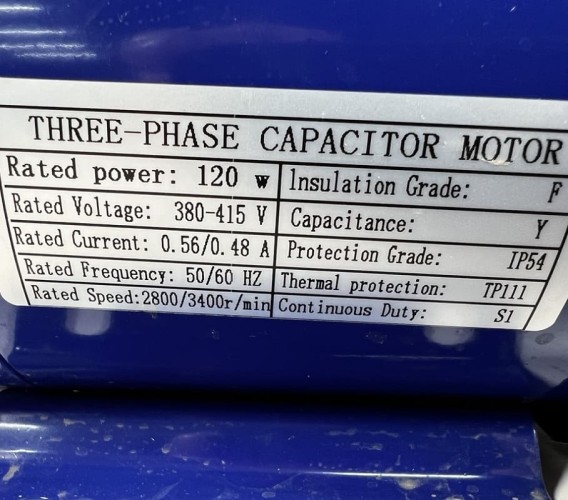 THREE-PHASE CAPACITOR MOTOR
Rated power: 120 w Insulation Grade: F
Rated Voltage: 380-415 V Capacitance: Y
Rated Current: 0.56/0.48 A Protection Grade: IP54
Rated Frequency: 50/60 HZ Thermal protection: TP111
Rated Speed:2800/3400r/min Continuous Duty: S1